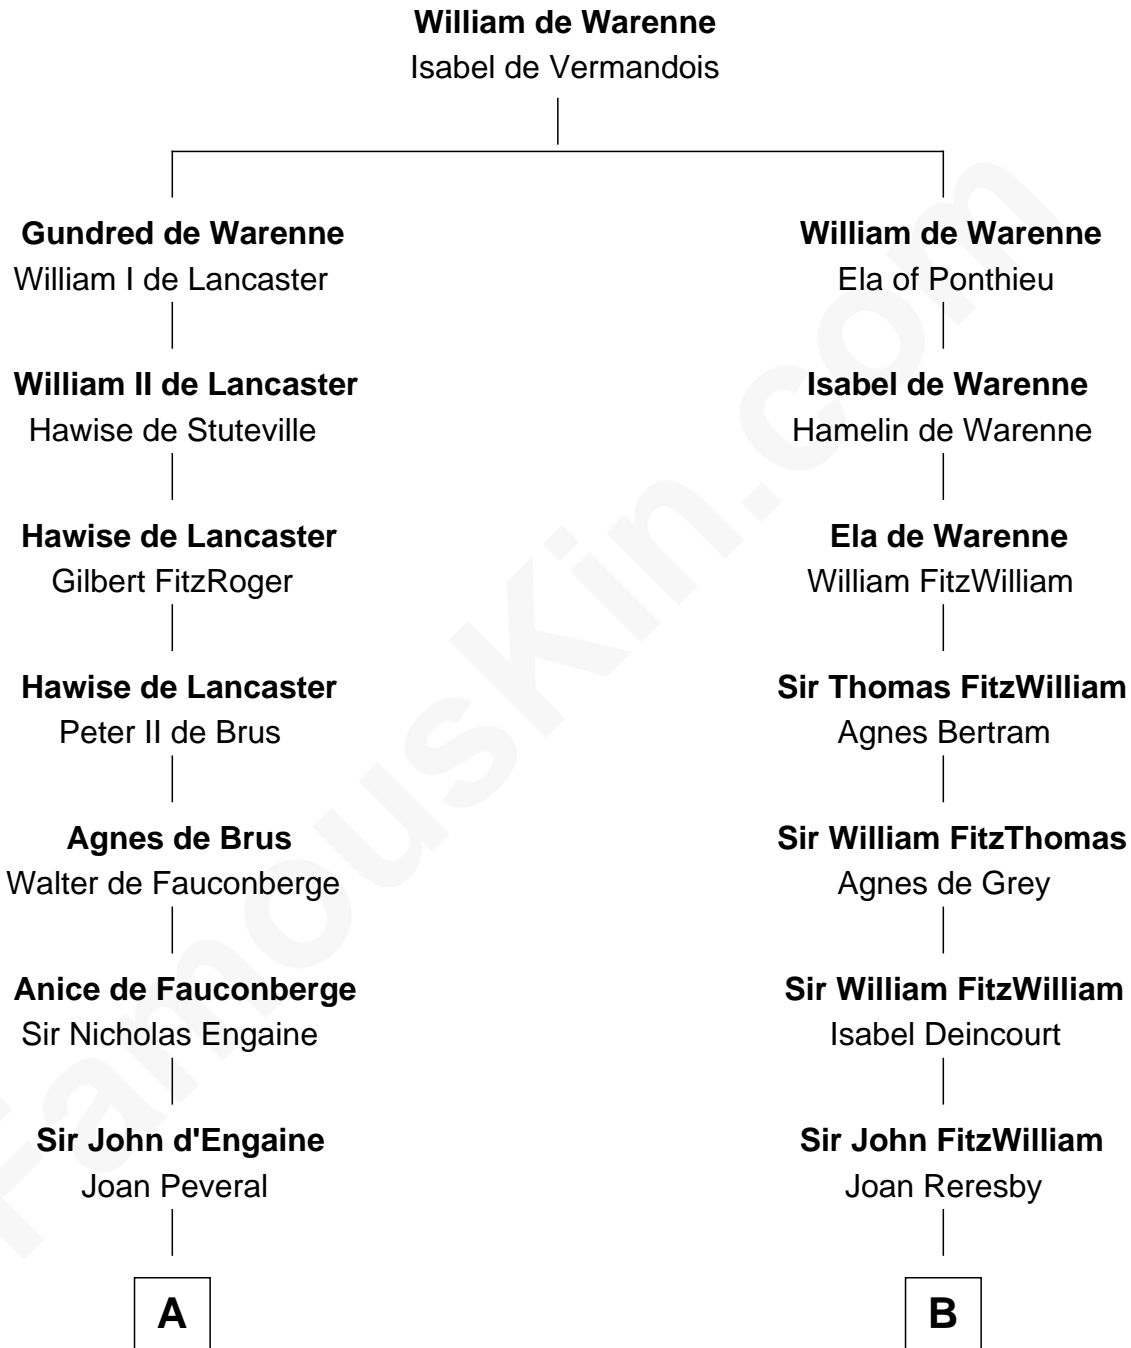 William de Warenne
Isabel de Vermandois
Gundred de Warenne
William I de Lancaster
William II de Lancaster
Hawise de Stuteville
Hawise de Lancaster
Gilbert FitzRoger
Hawise de Lancaster
Peter II de Brus
Agnes de Brus
Walter de Fauconberge
Anice de Fauconberge
Sir Nicholas Engaine
Sir John d'Engaine
Joan Peveral
A
William de Warenne
Ela of Ponthieu
Isabel de Warenne
Hamelin de Warenne
Ela de Warenne
William FitzWilliam
Sir Thomas FitzWilliam
Agnes Bertram
Sir William FitzThomas
Agnes de Grey
Sir William FitzWilliam
Isabel Deincourt
Sir John FitzWilliam
Joan Reresby
B
FamousKin.com